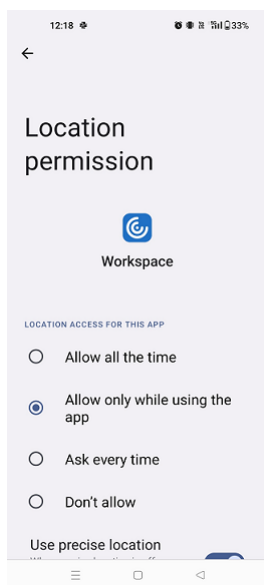 12:18 33%
Location
permission
Workspace
LOCATION ACCESS FOR THIS APP
Allow all the time
Allow only while using the
app
Ask every time
Don't allow
Use precise location